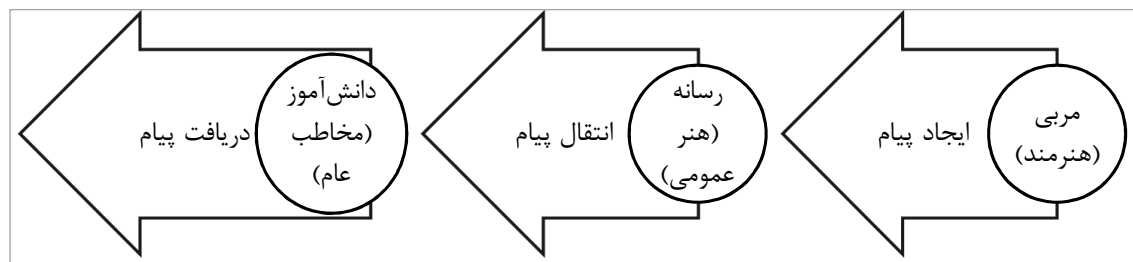 مربی
(هنرمند)
ایجاد پیام
رسانه
(هنر
عمومی)
انتقال پیام
دانش‌آموز
(مخاطب
عام)
دریافت پیام